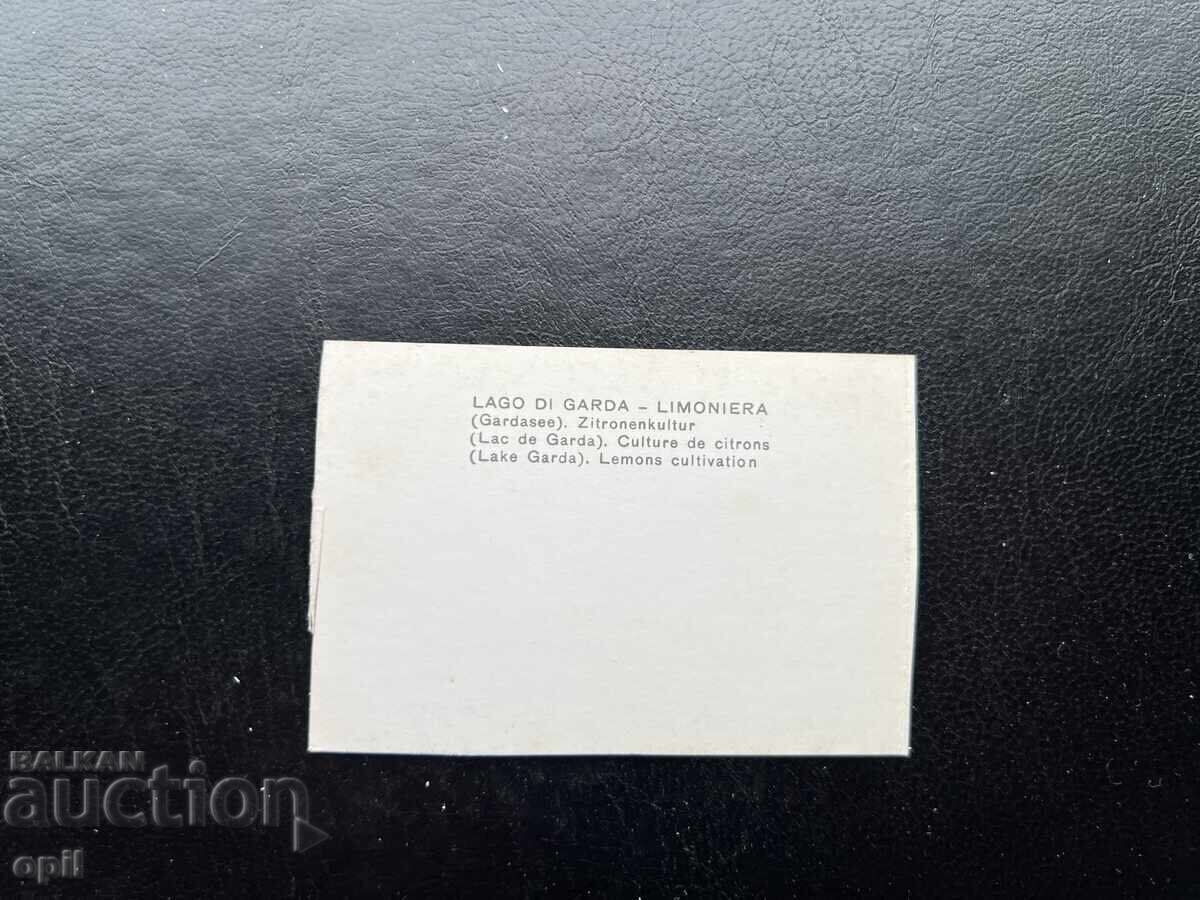 LAGO DI GARDA – LIMONIERA
(Gardasee). Zitronenkultur
(Lac de Garda). Culture de citrons
(Lake Garda). Lemons cultivation
BALKAN
auction
opil